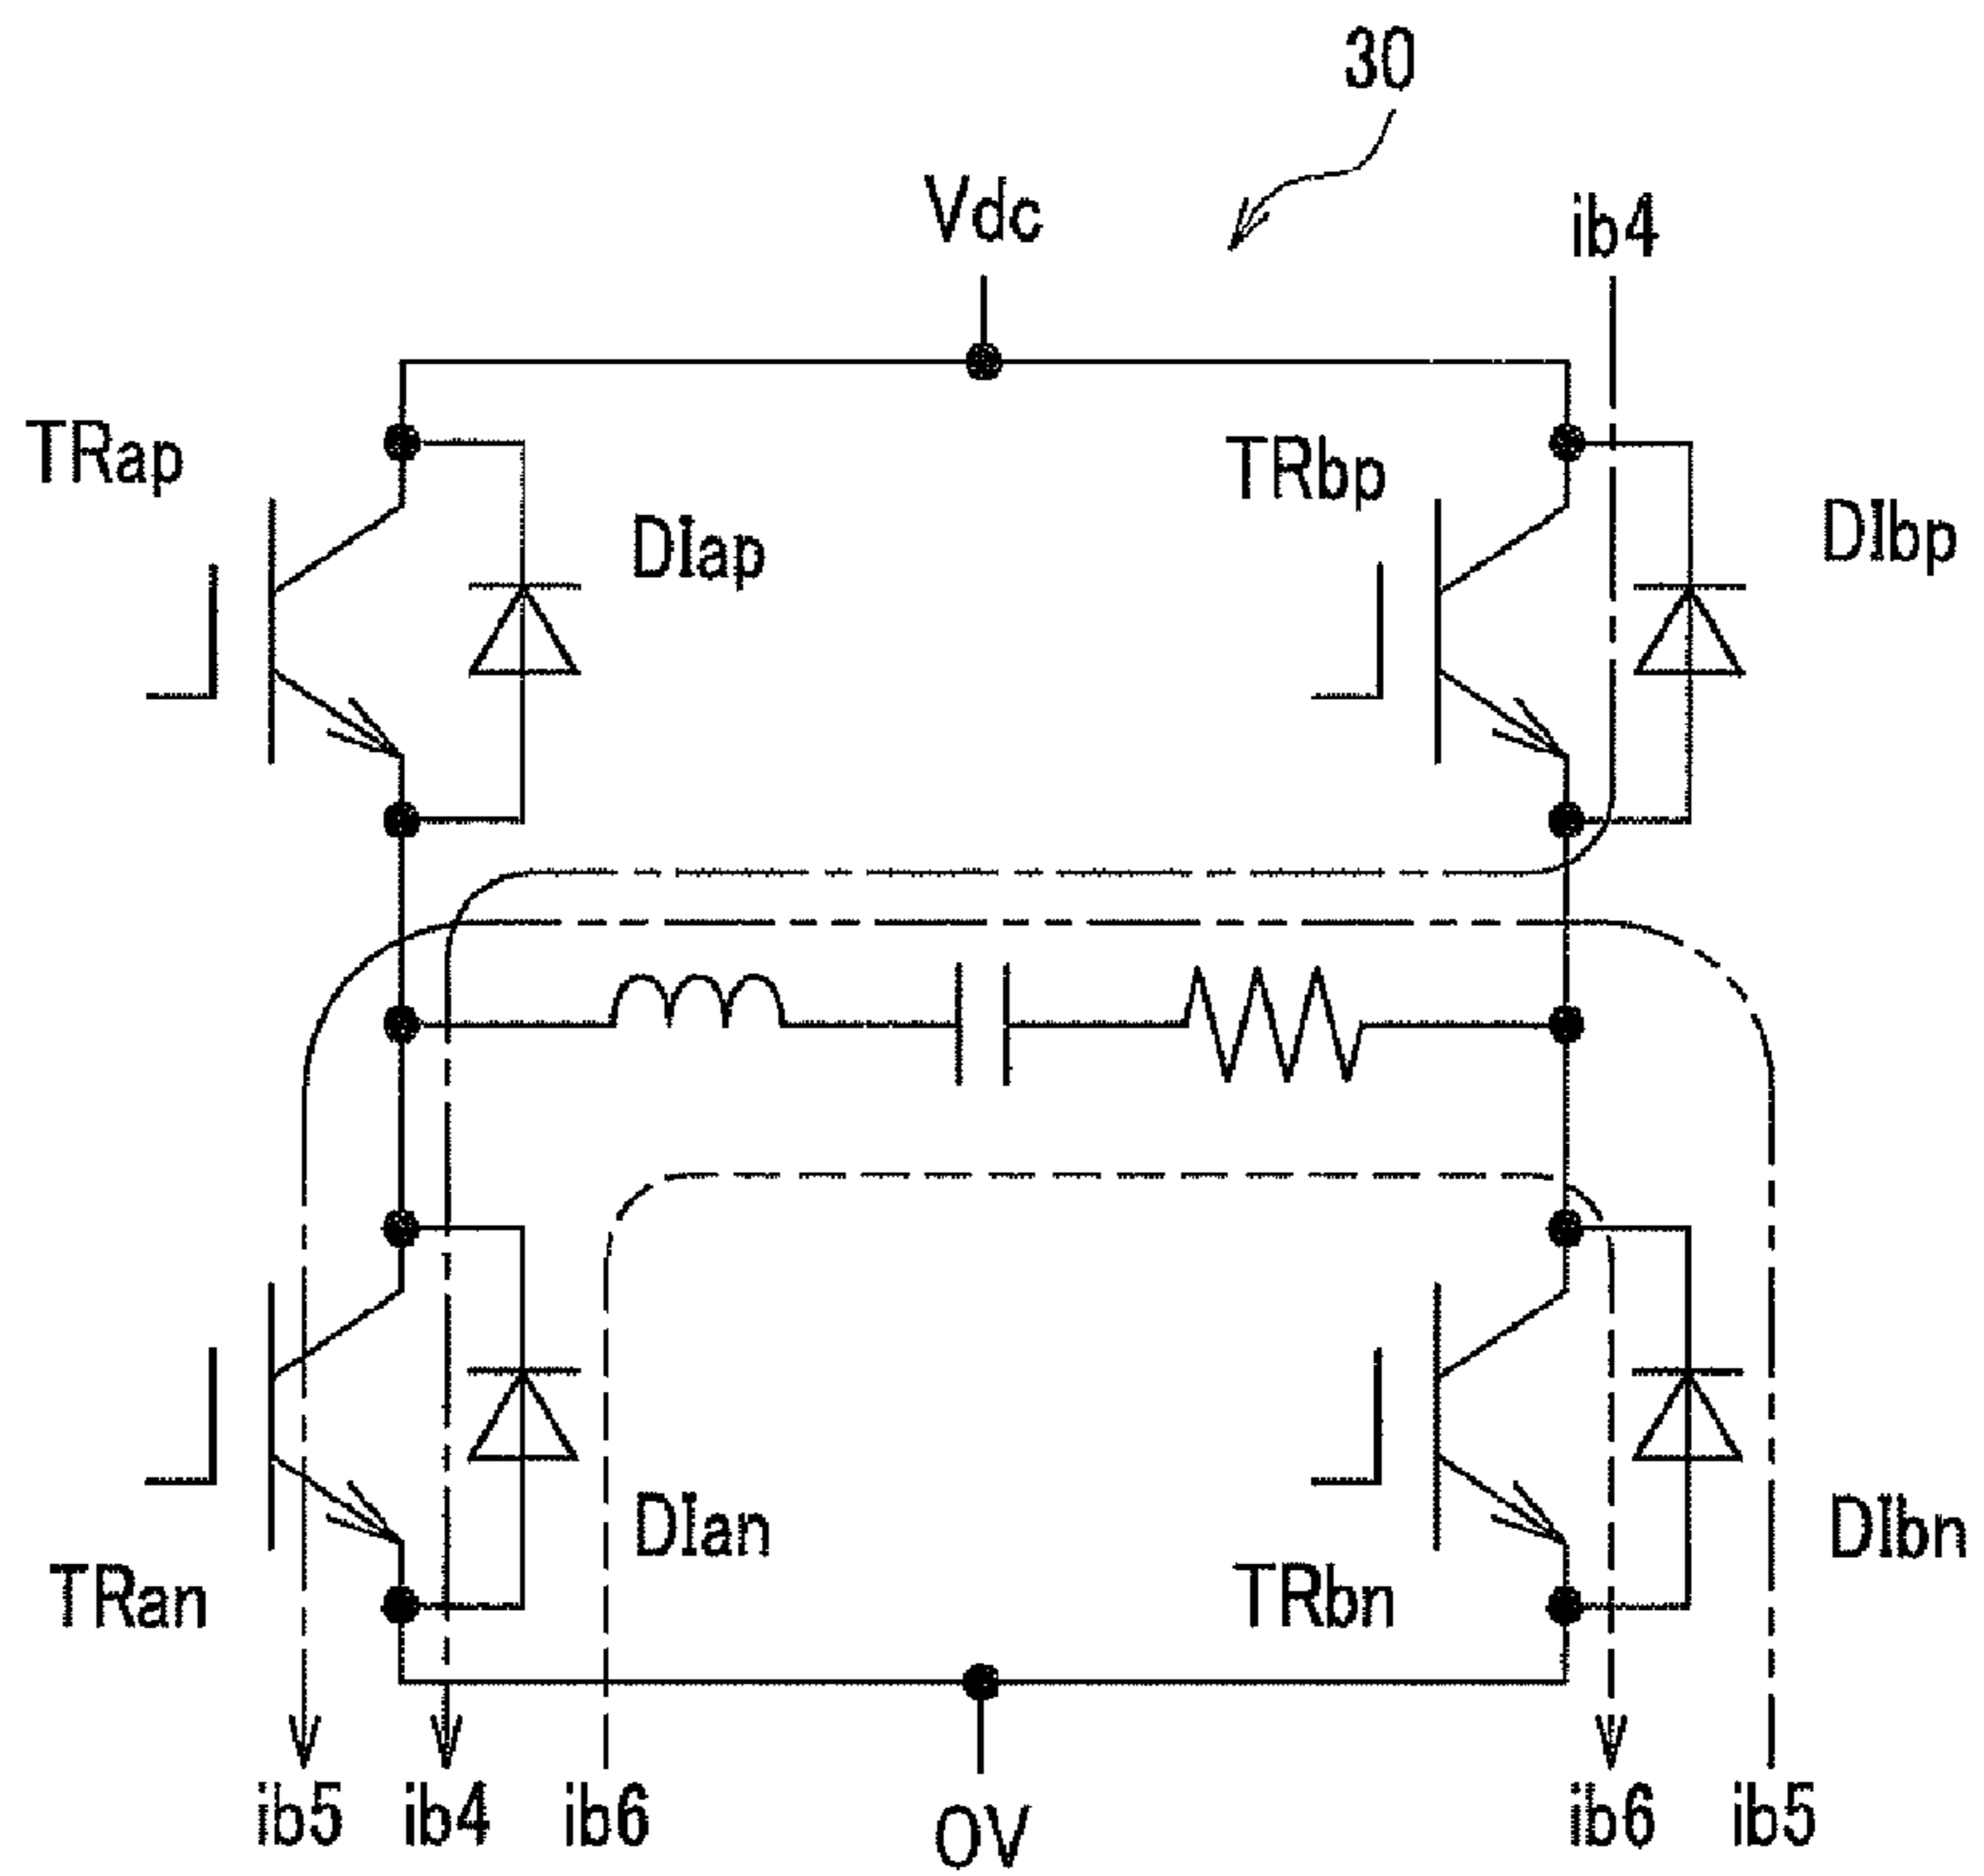 30
Vdc
ib4
TRap
TRbp
DIap
DIbp
DIan
DIbn
TRan
TRbn
ib5
ib4
ib6
0V
ib6
ib5